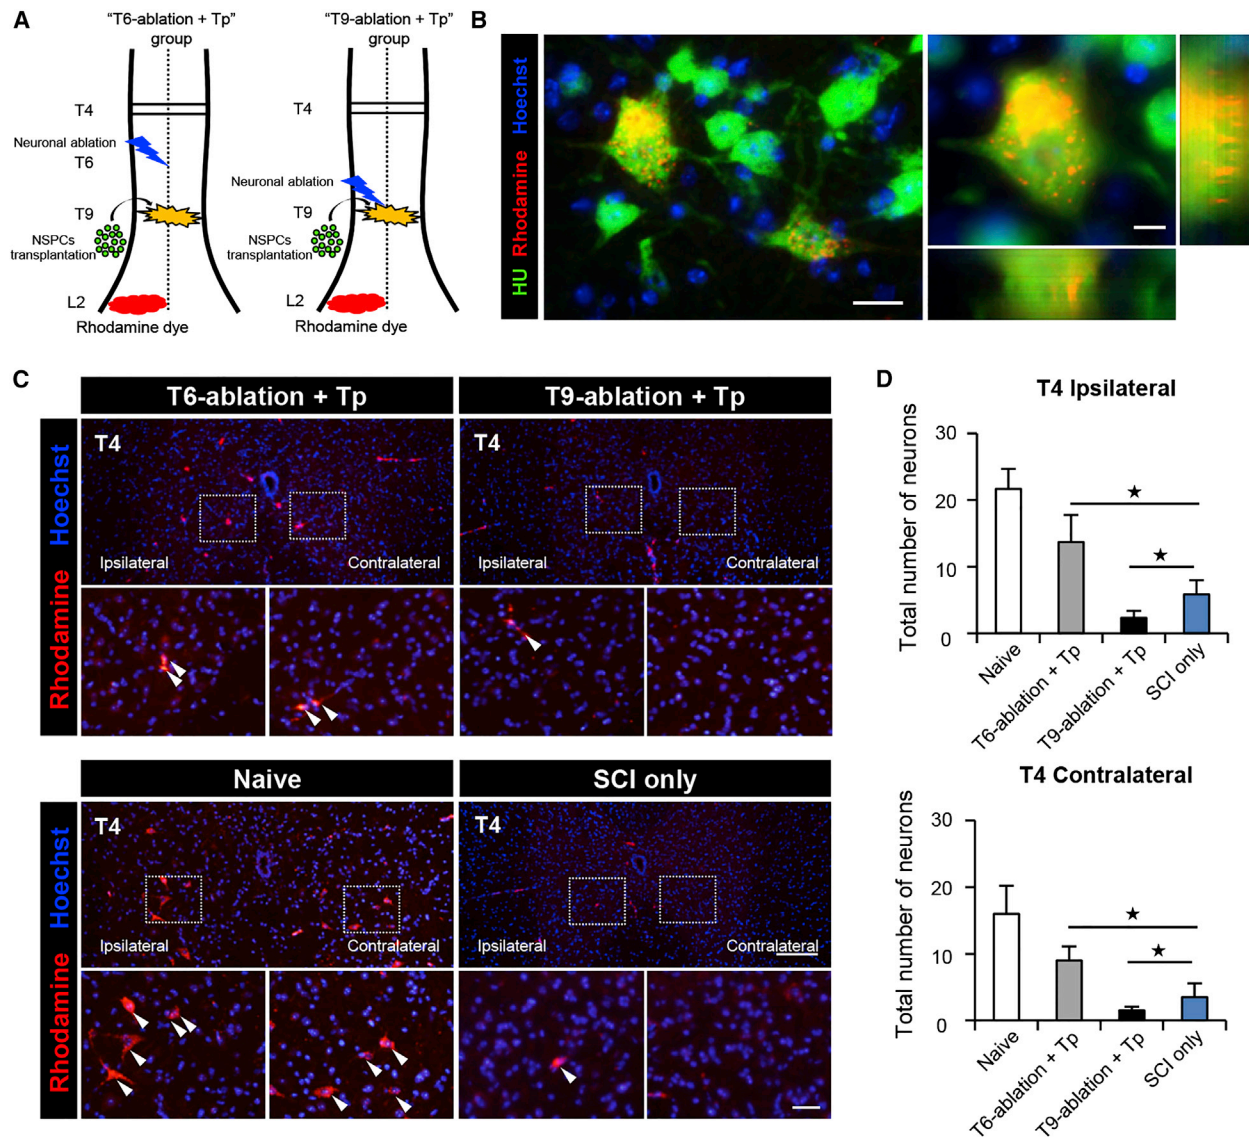 A
"T6-ablation + Tp"
group
"T9-ablation + Tp"
group
T4
Neuronal ablation
T6
T9
NSPCs
transplantation
L2
Rhodamine dye
T4
Neuronal ablation
T9
NSPCs
transplantation
L2
Rhodamine dye
B
HU Rhodamine Hoechst
C
T6-ablation + Tp
T9-ablation + Tp
Rhodamine Hoechst
T4
Ipsilateral
Contralateral
T4
Ipsilateral
Contralateral
Naive
SCI only
Rhodamine Hoechst
T4
Ipsilateral
Contralateral
T4
Ipsilateral
Contralateral
D
T4 Ipsilateral
Total number of neurons
30
20
10
0
Naive
T6-ablation + Tp
T9-ablation + Tp
SCI only
T4 Contralateral
Total number of neurons
30
20
10
0
Naive
T6-ablation + Tp
T9-ablation + Tp
SCI only